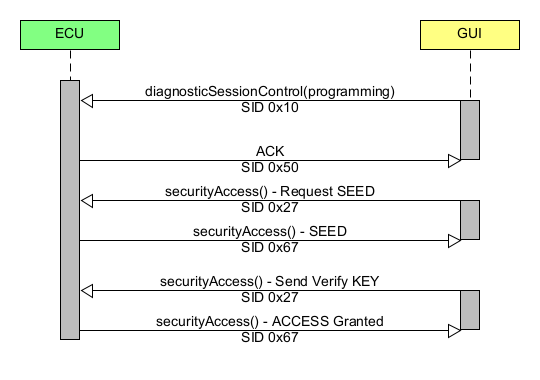 ECU
GUI
diagnosticSessionControl(programming)
SID 0x10
ACK
SID 0x50
securityAccess() - Request SEED
SID 0x27
securityAccess() - SEED
SID 0x67
securityAccess() - Send Verify KEY
SID 0x27
securityAccess() - ACCESS Granted
SID 0x67